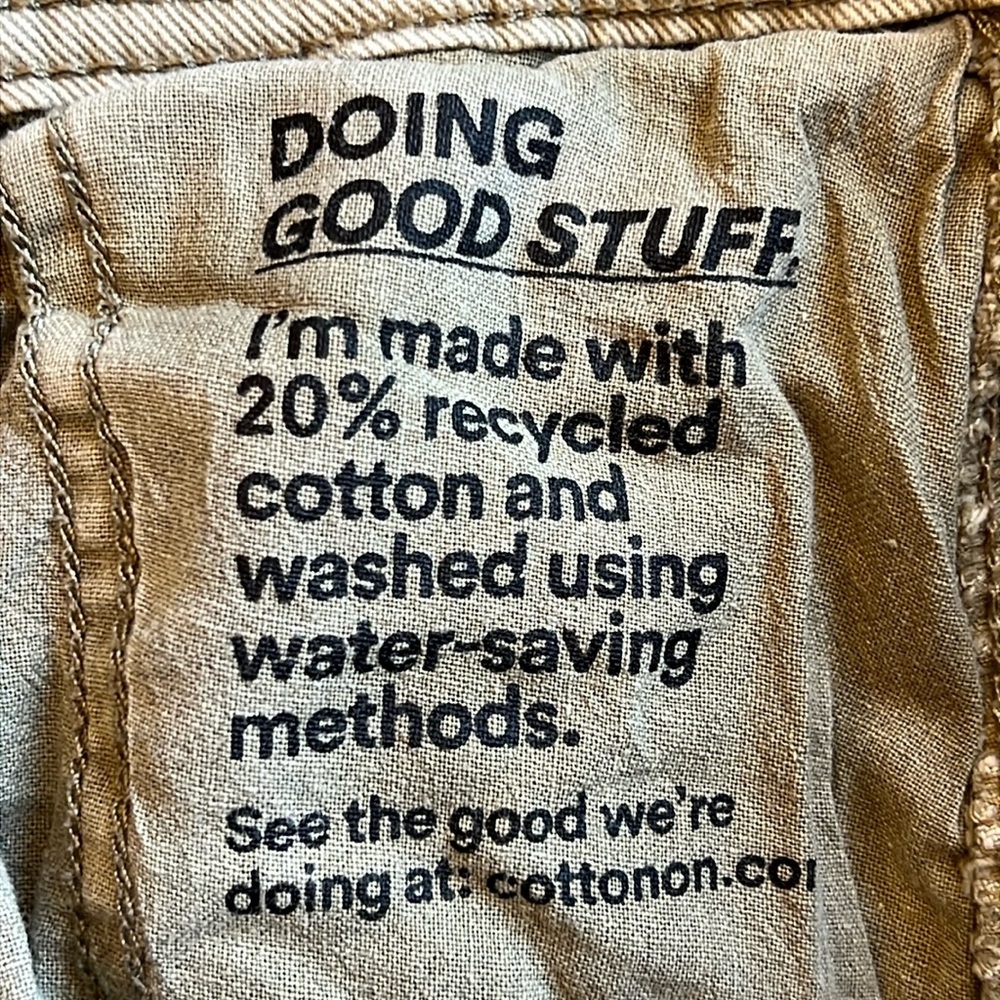 DOING
GOOD STUFF.
I'm made with
20% recycled
cotton and
washed using
water-saving
methods.
See the good we're
doing at: cottonon.co